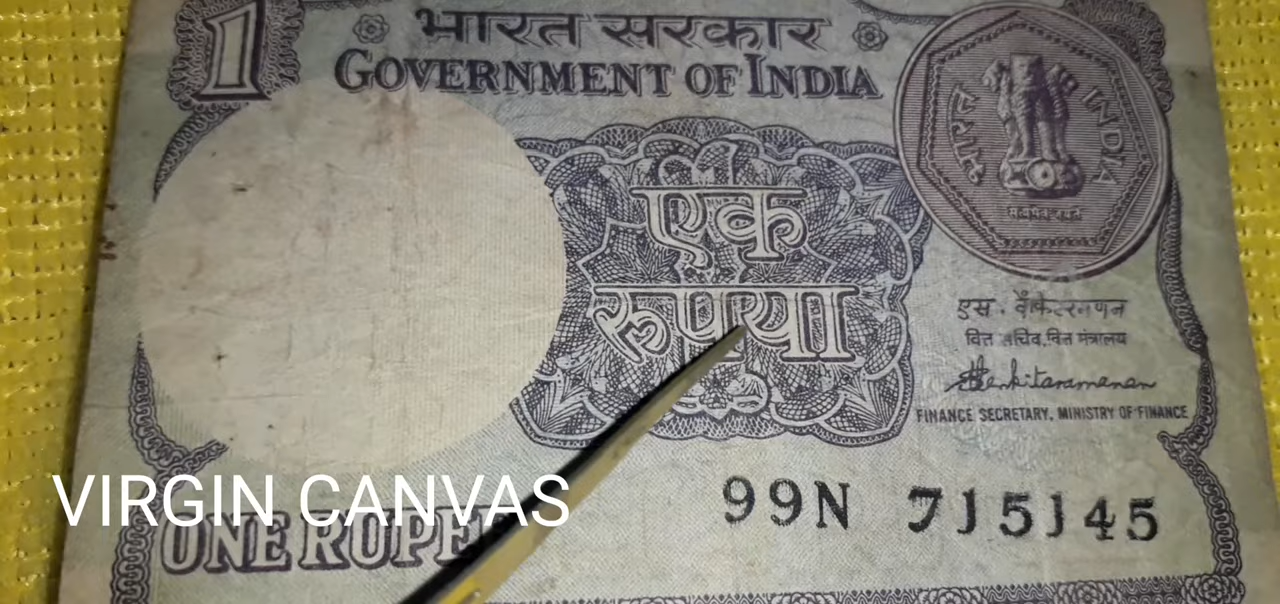 1
भारत सरकार
GOVERNMENT OF INDIA
भारत
INDIA
सत्यमेव जयते
एक
रुपया
एस. वेंकिटरमणन
वित्त सचिव, वित्त मंत्रालय
FINANCE SECRETARY, MINISTRY OF FINANCE
VIRGIN CANVAS
99N 715145
ONE RUPEE